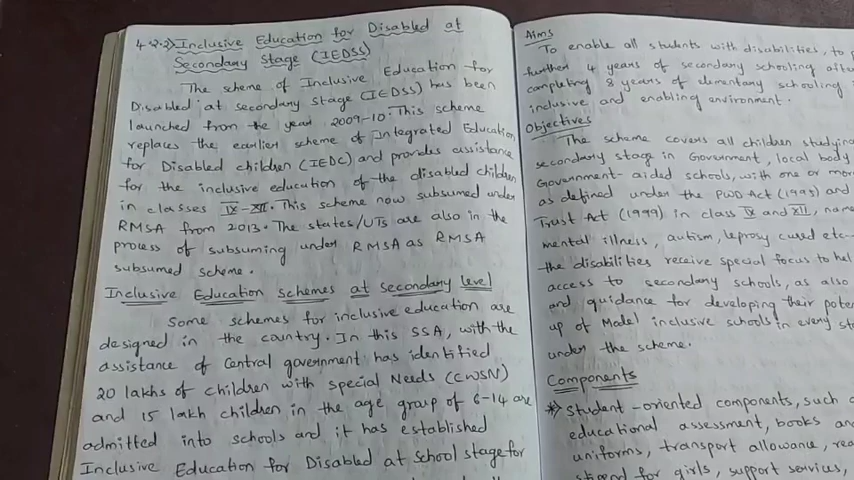 4.2.2) Inclusive Education for Disabled at
Secondary Stage (IEDSS)
The scheme of Inclusive Education for
Disabled at secondary stage (IEDSS) has been
launched from the year 2009-10. This scheme
replaces the earlier scheme of Integrated Education
for Disabled children (IEDC) and provides assistance
for the inclusive education of the disabled children
in classes IX-XII. This scheme now subsumed under
RMSA from 2013. The states/UTs are also in the
process of subsuming under RMSA as RMSA
subsumed scheme.
Inclusive Education schemes at secondary level
Some schemes for inclusive education are
designed in the country. In this SSA, with the
assistance of Central government has identified
20 lakhs of children with special Needs (CWSN)
and 15 lakh children in the age group of 6-14 are
admitted into schools and it has established
Inclusive Education for Disabled at school stage for
Aims
To enable all students with disabilities, to
further 4 years of secondary schooling after
completing 8 years of elementary schooling
inclusive and enabling environment.
Objectives
The scheme covers all children studying
secondary stage in Government, local body
Government-aided schools, with one or more
as defined under the PWD Act (1995) and
Trust Act (1999) in class IX and XII,
mental illness, autism, leprosy cured etc-
the disabilities receive special focus to
access to secondary schools, as also
and guidance for developing their
up of Model inclusive schools in every
under the scheme.
Components
* Student-oriented components, such
educational assessment, books
uniforms, transport allowance,
stipend for girls, support services,